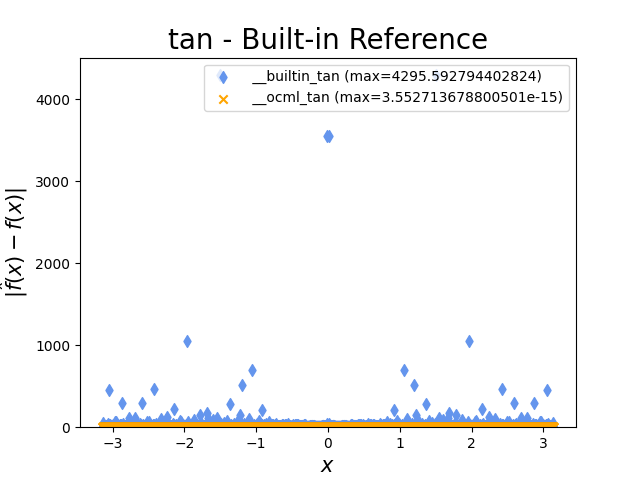 tan - Built-in Reference
__builtin_tan (max=4295.592794402824)
__ocml_tan (max=3.552713678800501e-15)
4000
3000
2000
1000
0
|f̂(x) − f(x)|
−3 −2 −1 0 1 2 3
x